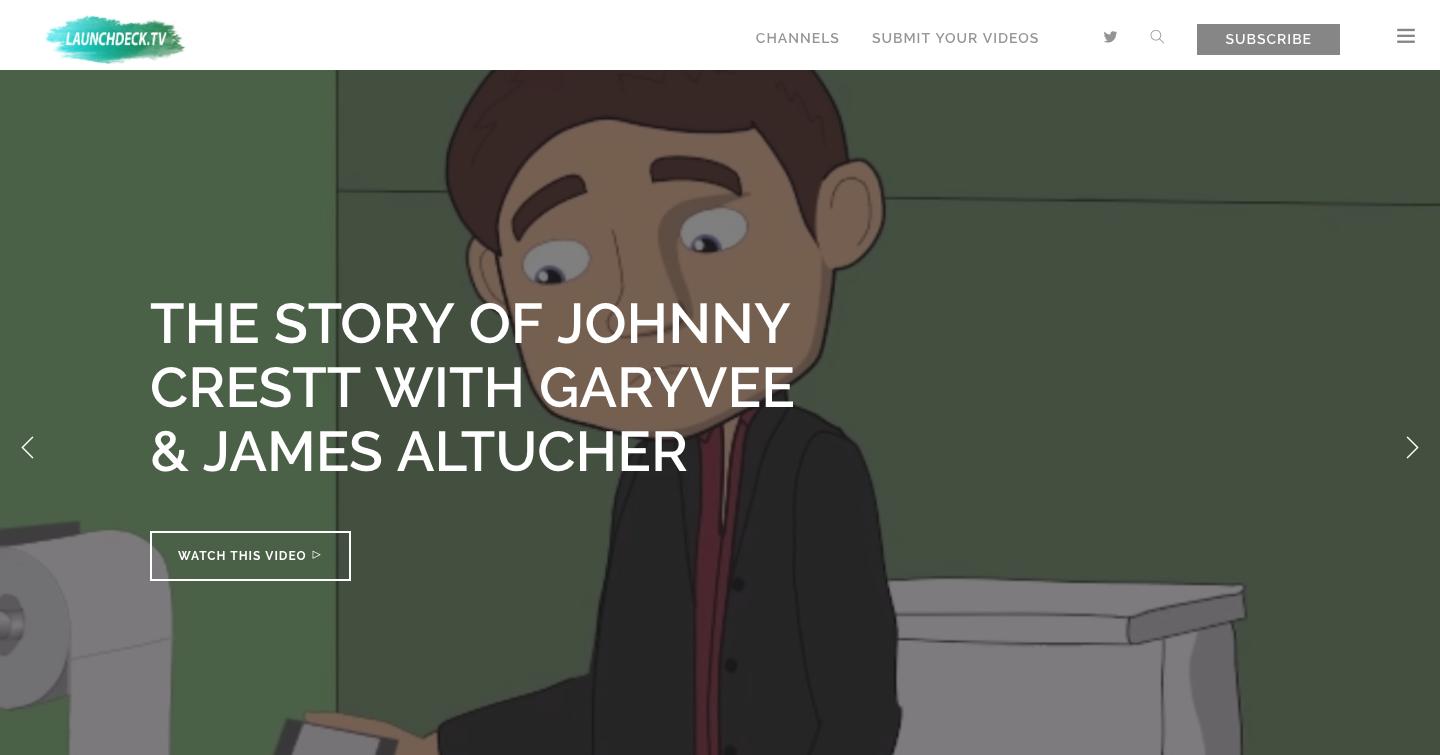 LAUNCHDECK.TV
CHANNELS
SUBMIT YOUR VIDEOS
SUBSCRIBE
THE STORY OF JOHNNY
CRESTT WITH GARYVEE
& JAMES ALTUCHER
WATCH THIS VIDEO